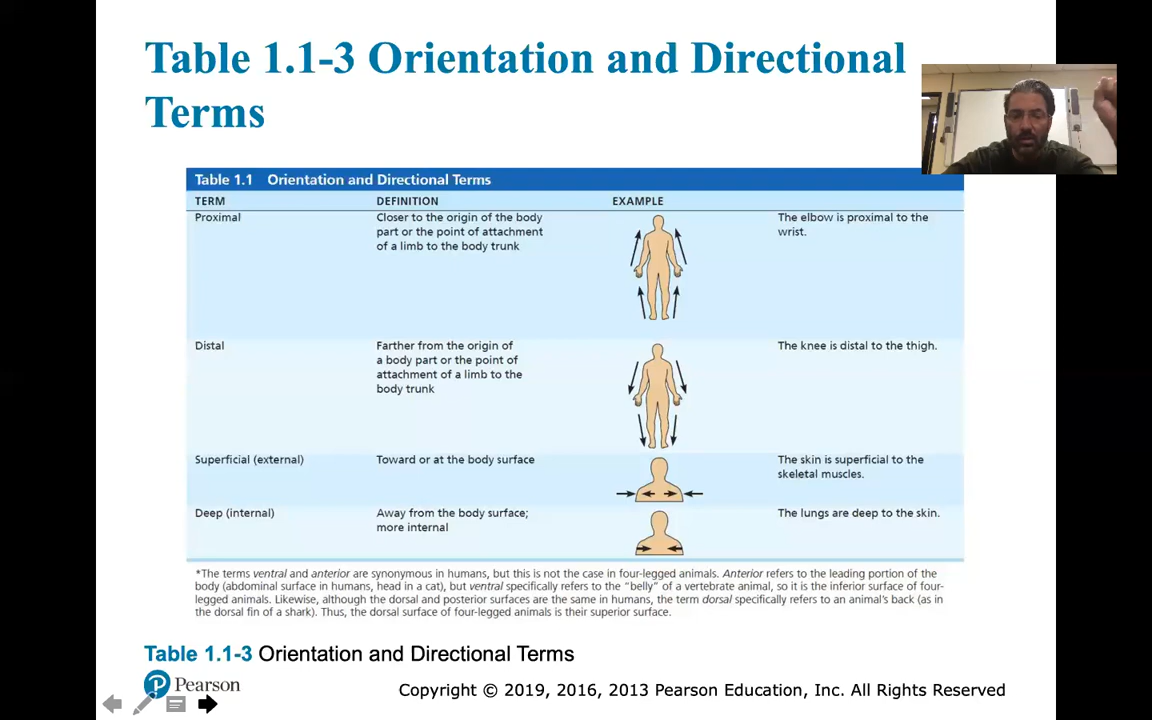 Table 1.1-3 Orientation and Directional
Terms
Table 1.1 Orientation and Directional Terms
TERM DEFINITION EXAMPLE
Proximal Closer to the origin of the body The elbow is proximal to the
part or the point of attachment wrist.
of a limb to the body trunk
Distal Farther from the origin of The knee is distal to the thigh.
a body part or the point of
attachment of a limb to the
body trunk
Superficial (external) Toward or at the body surface The skin is superficial to the
skeletal muscles.
Deep (internal) Away from the body surface; The lungs are deep to the skin.
more internal
*The terms ventral and anterior are synonymous in humans, but this is not the case in four-legged animals. Anterior refers to the leading portion of the
body (abdominal surface in humans, head in a cat), but ventral specifically refers to the “belly” of a vertebrate animal, so it is the inferior surface of four-
legged animals. Likewise, although the dorsal and posterior surfaces are the same in humans, the term dorsal specifically refers to an animal’s back (as in
the dorsal fin of a shark). Thus, the dorsal surface of four-legged animals is their superior surface.
Table 1.1-3 Orientation and Directional Terms
P Pearson
Copyright © 2019, 2016, 2013 Pearson Education, Inc. All Rights Reserved